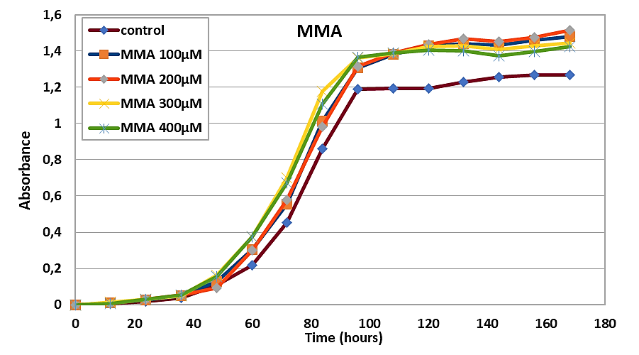 MMA
control
MMA 100µM
MMA 200µM
MMA 300µM
MMA 400µM
Absorbance
1,6
1,4
1,2
1
0,8
0,6
0,4
0,2
0
0 20 40 60 80 100 120 140 160 180
Time (hours)